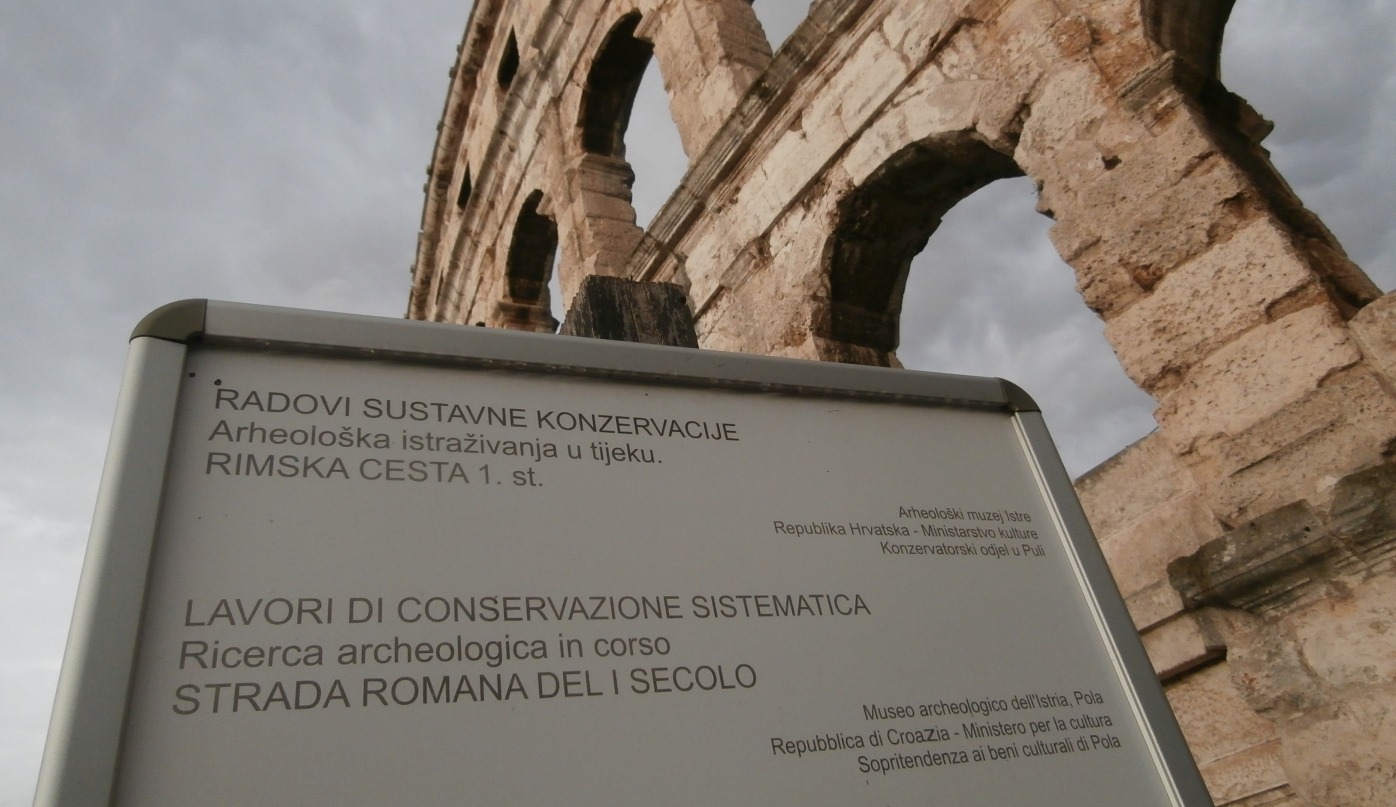 RADOVI SUSTAVNE KONZERVACIJE
Arheološka istraživanja u tijeku.
RIMSKA CESTA 1. st.
Arheološki muzej Istre
Republika Hrvatska - Ministarstvo kulture
Konzervatorski odjel u Puli
LAVORI DI CONSERVAZIONE SISTEMATICA
Ricerca archeologica in corso
STRADA ROMANA DEL I SECOLO
Museo archeologico dell'Istria, Pola
Repubblica di Croazia - Ministero per la cultura
Sopritendenza ai beni culturali di Pola